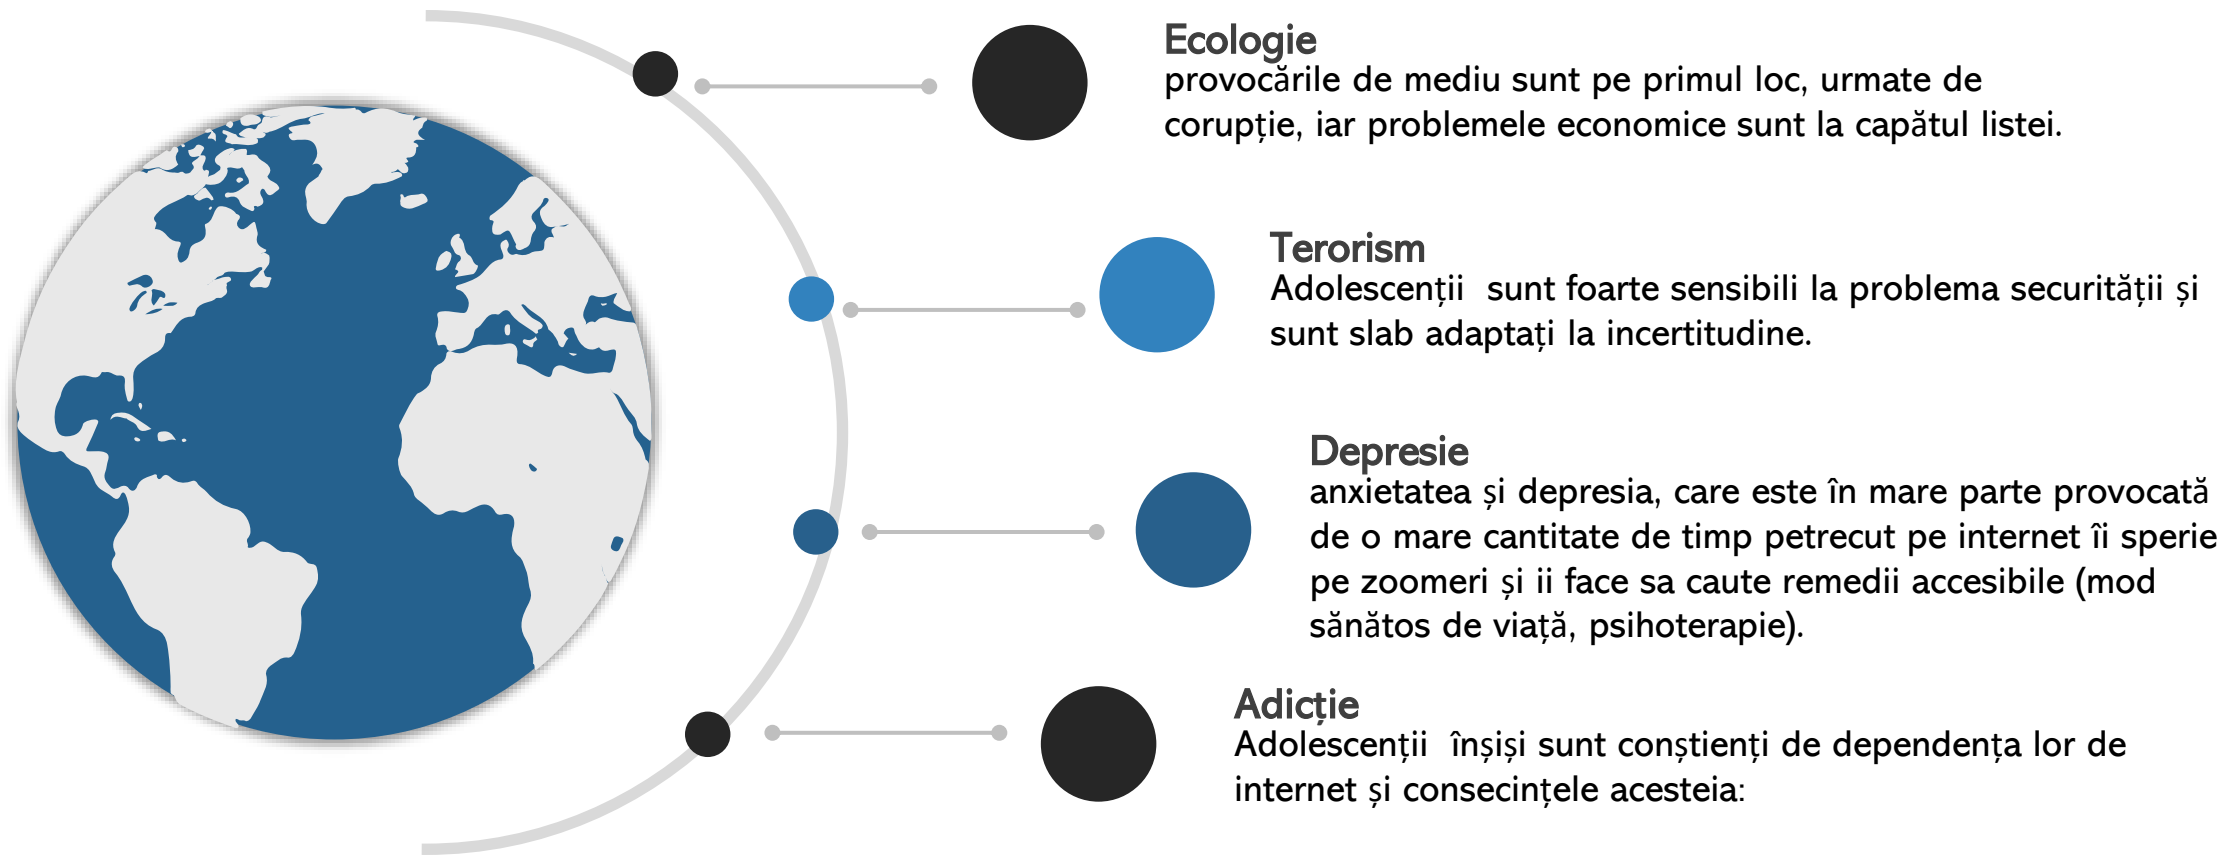 Ecologie
provocările de mediu sunt pe primul loc, urmate de
corupție, iar problemele economice sunt la capătul listei.
Terorism
Adolescenții  sunt foarte sensibili la problema securității și
sunt slab adaptați la incertitudine.
Depresie
anxietatea și depresia, care este în mare parte provocată
de o mare cantitate de timp petrecut pe internet îi sperie
pe zoomeri și ii face sa caute remedii accesibile (mod
sănătos de viață, psihoterapie).
Adicție
Adolescenții  înșiși sunt conștienți de dependența lor de
internet și consecințele acesteia: